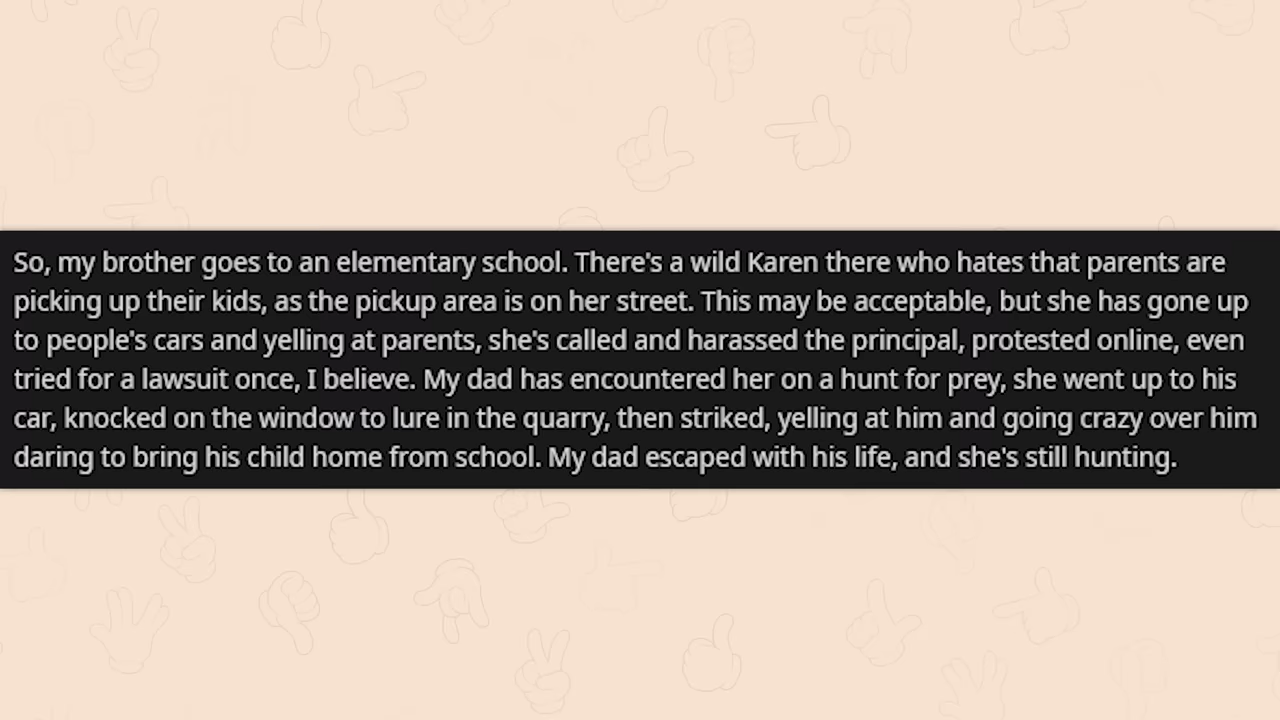 So, my brother goes to an elementary school. There's a wild Karen there who hates that parents are
picking up their kids, as the pickup area is on her street. This may be acceptable, but she has gone up
to people's cars and yelling at parents, she's called and harassed the principal, protested online, even
tried for a lawsuit once, I believe. My dad has encountered her on a hunt for prey, she went up to his
car, knocked on the window to lure in the quarry, then striked, yelling at him and going crazy over him
daring to bring his child home from school. My dad escaped with his life, and she's still hunting.